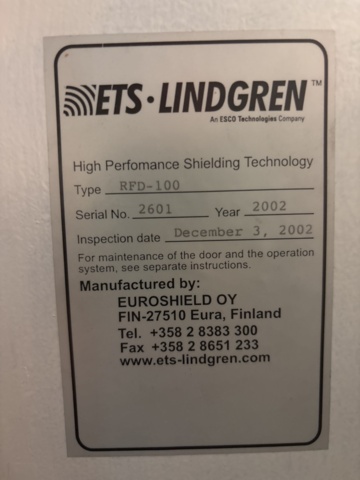 ETS·LINDGREN™
An ESCO Technologies Company
High Perfomance Shielding Technology
Type RFD-100
Serial No. 2601 Year 2002
Inspection date December 3, 2002
For maintenance of the door and the operation
system, see separate instructions.
Manufactured by:
EUROSHIELD OY
FIN-27510 Eura, Finland
Tel. +358 2 8383 300
Fax +358 2 8651 233
www.ets-lindgren.com